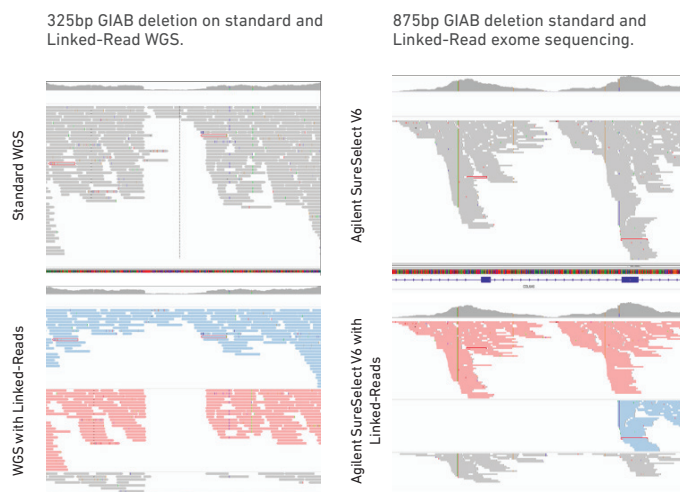 325bp GIAB deletion on standard and
Linked-Read WGS.
875bp GIAB deletion standard and
Linked-Read exome sequencing.
Standard WGS
WGS with Linked-Reads
Agilent SureSelect V6
Agilent SureSelect V6 with
Linked-Reads